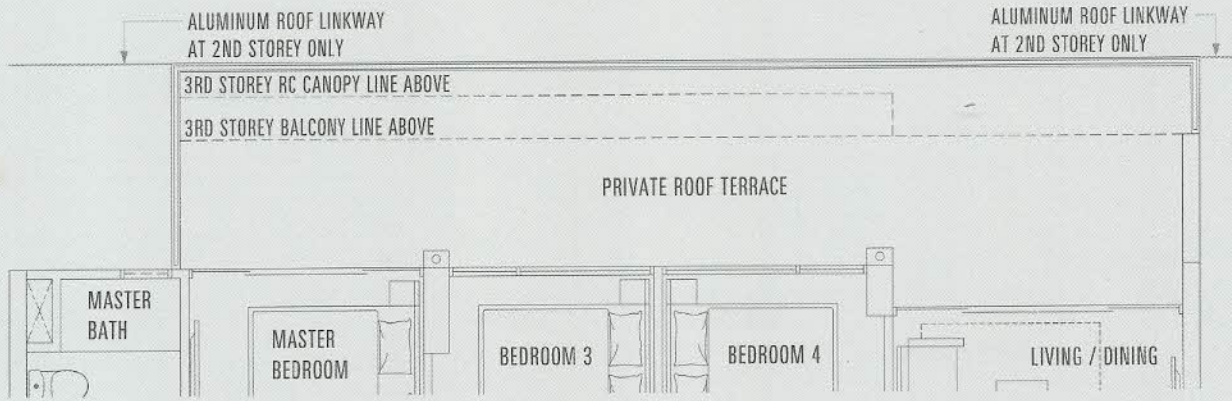 ALUMINUM ROOF LINKWAY
AT 2ND STOREY ONLY
ALUMINUM ROOF LINKWAY
AT 2ND STOREY ONLY
3RD STOREY RC CANOPY LINE ABOVE
3RD STOREY BALCONY LINE ABOVE
PRIVATE ROOF TERRACE
MASTER
BATH
MASTER
BEDROOM
BEDROOM 3
BEDROOM 4
LIVING / DINING